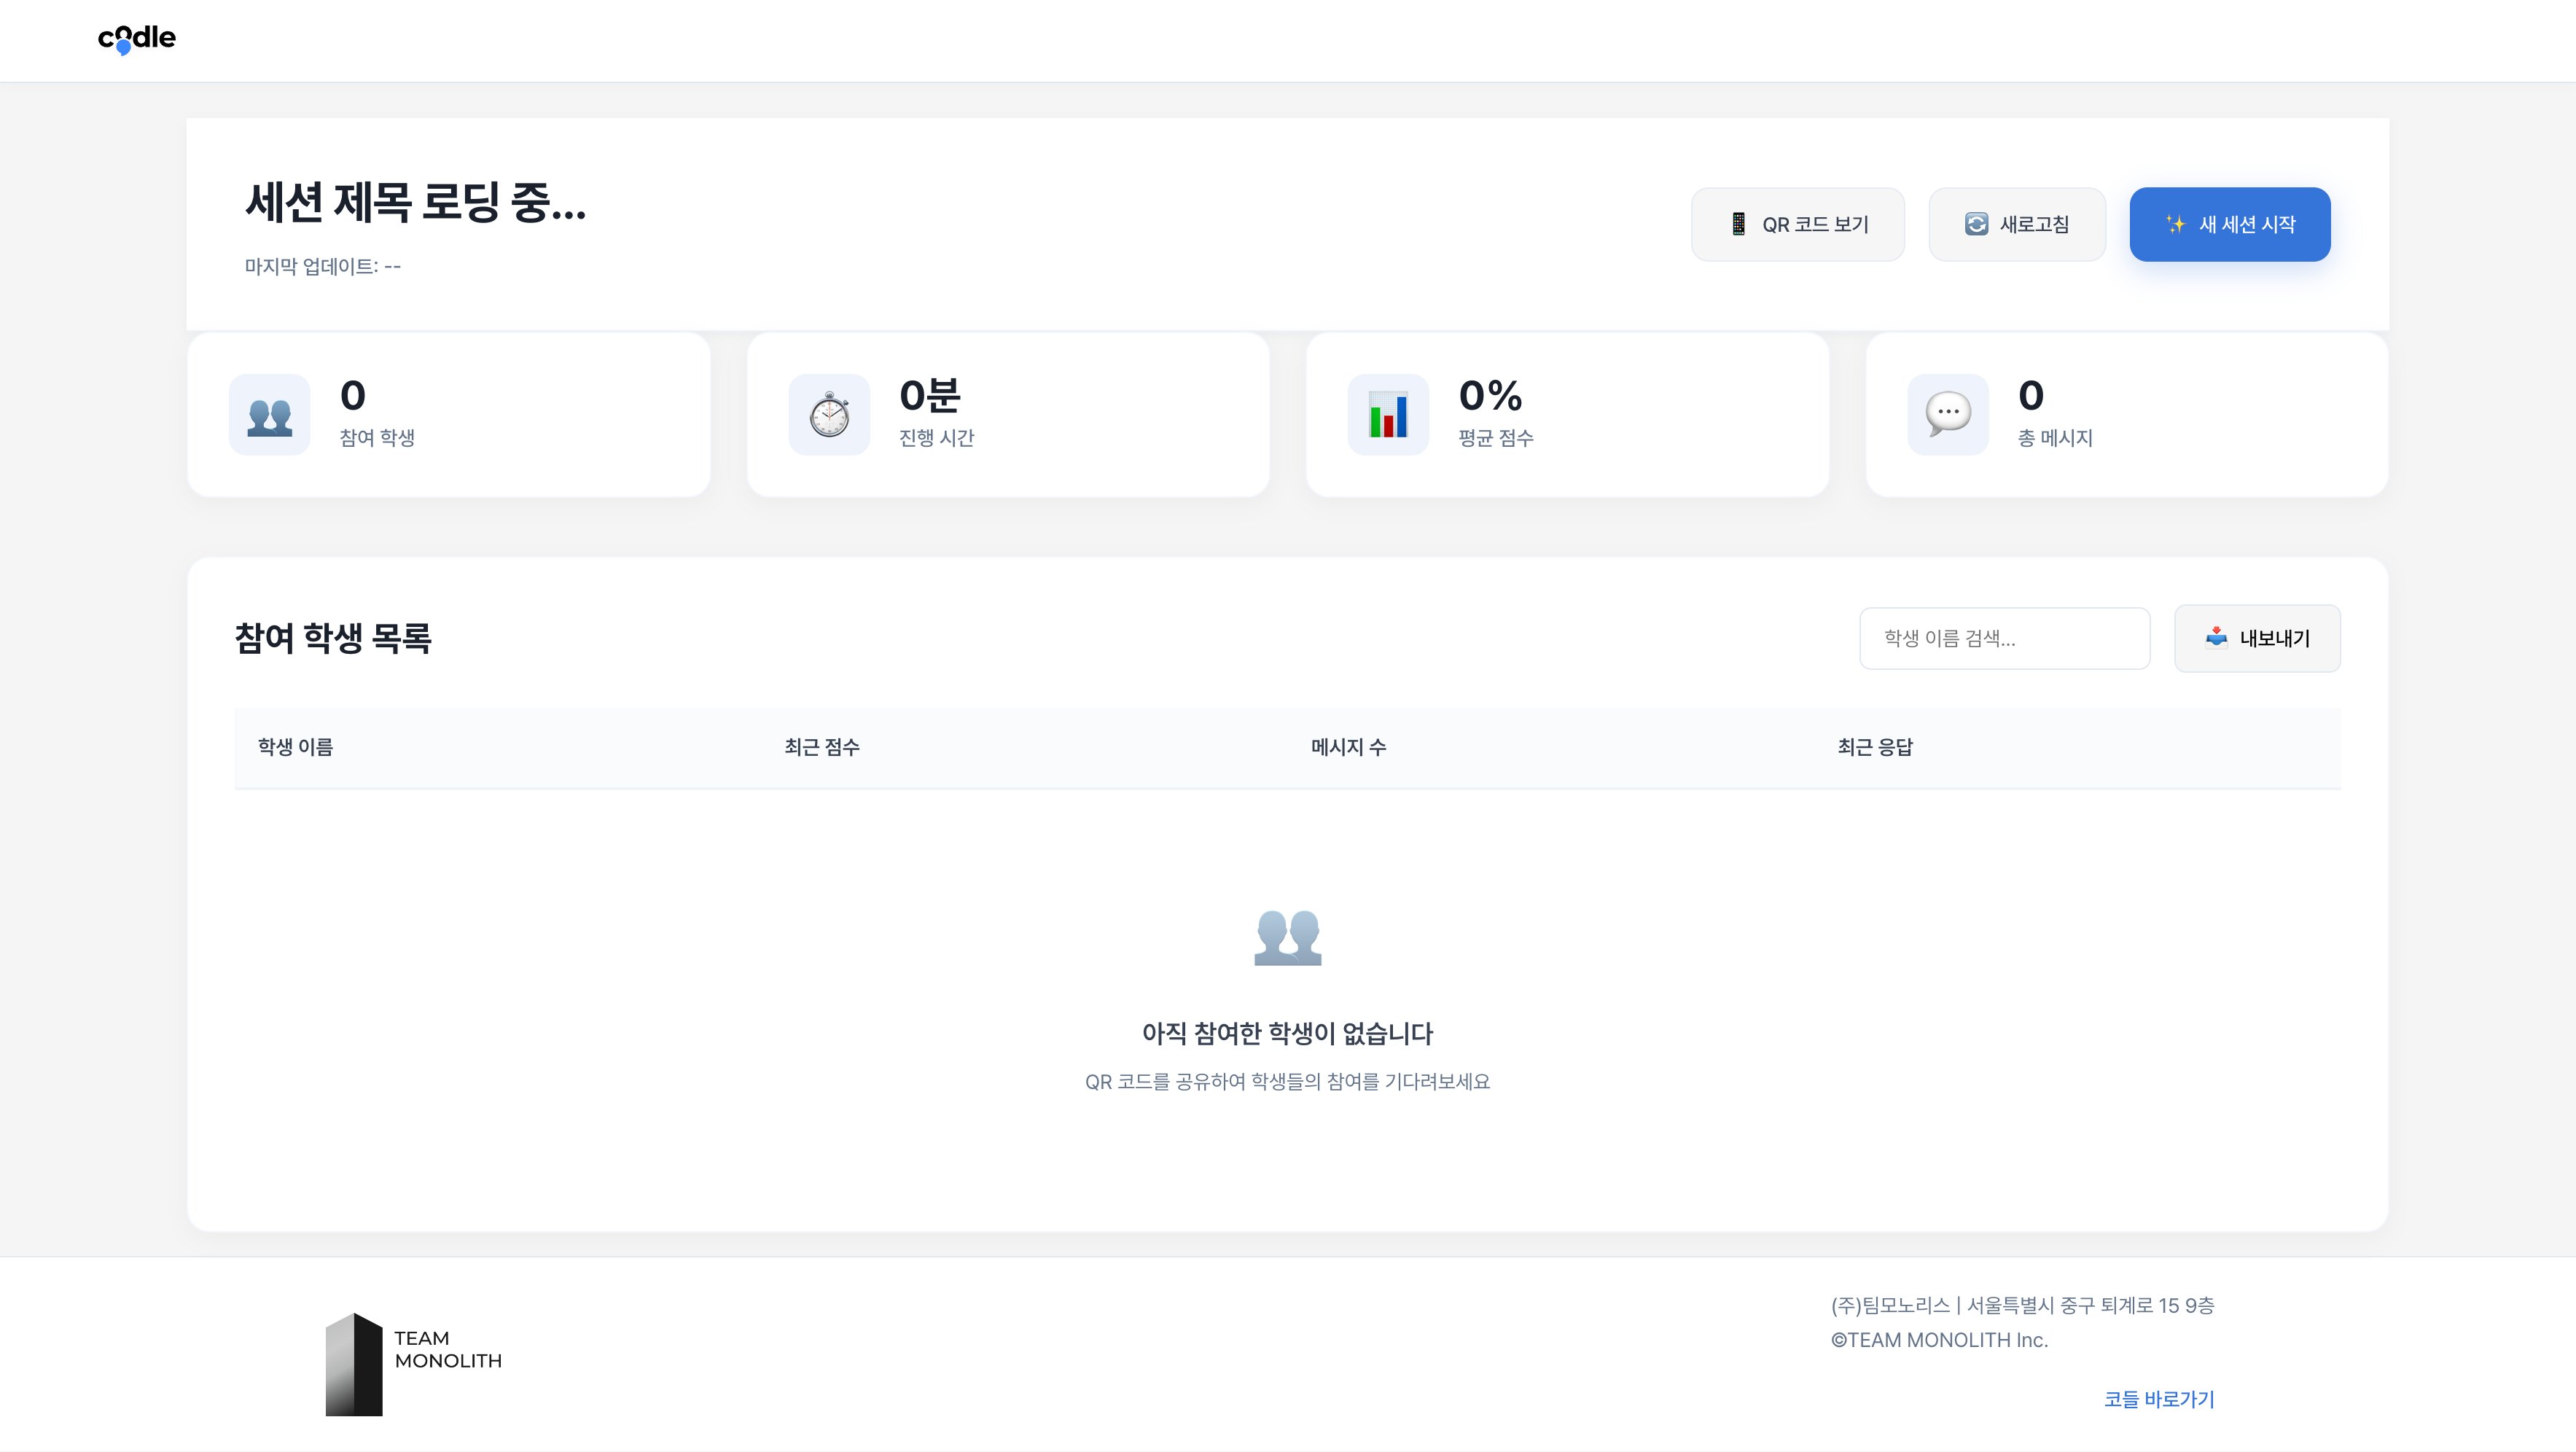 codle
세션 제목 로딩 중...
마지막 업데이트: --
QR 코드 보기
새로고침
새 세션 시작
0
참여 학생
0분
진행 시간
0%
평균 점수
0
총 메시지
참여 학생 목록
학생 이름 검색...
내보내기
학생 이름
최근 점수
메시지 수
최근 응답
아직 참여한 학생이 없습니다
QR 코드를 공유하여 학생들의 참여를 기다려보세요
TEAM
MONOLITH
(주)팀모노리스 | 서울특별시 중구 퇴계로 15 9층
©TEAM MONOLITH Inc.
코들 바로가기